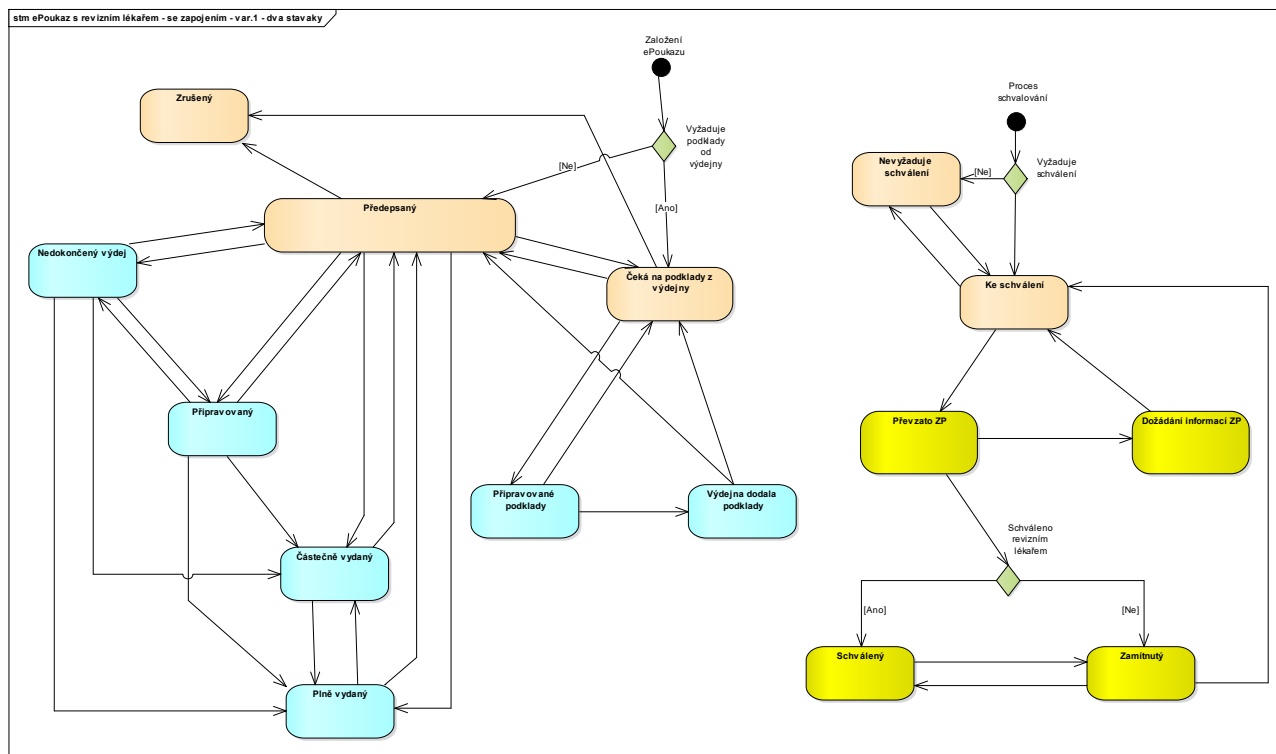 stm ePoukaz s revizním lékařem - se zapojením - var.1 - dva stavaky
Založení
ePoukazu
Proces
schvalování
Zrušený
Vyžaduje
podklady
od
výdejny
[Ne]
[Ano]
Nevyžaduje
schválení
[Ne]
Vyžaduje
schválení
Předepsaný
Nedokončený výdej
Čeká na podklady z
výdejny
Ke schválení
Připravovaný
Převzato ZP
Dožádání informací ZP
Připravované
podklady
Výdejna dodala
podklady
Schváleno
revizním
lékařem
Částečně vydaný
[Ano]
[Ne]
Schválený
Zamítnutý
Plně vydaný